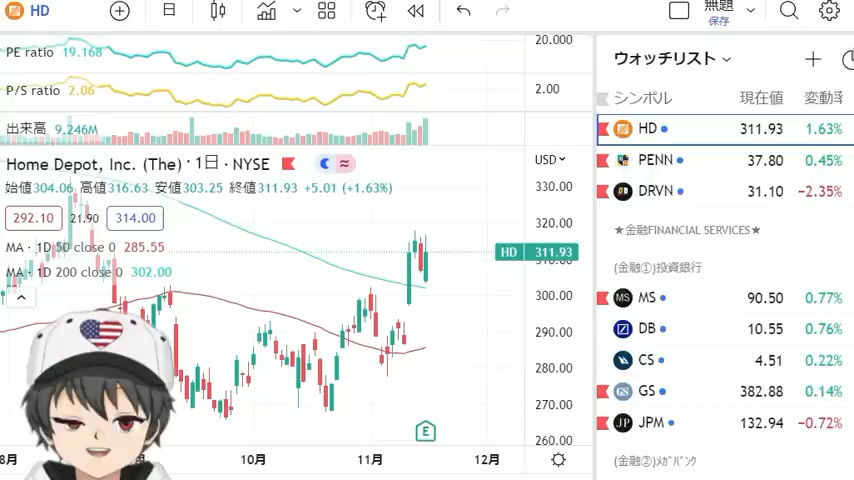 HD
日
無題
保存
PE ratio 19.168
P/S ratio 2.06
出来高 9.246M
20.000
2.00
Home Depot, Inc. (The)・1日・NYSE
始値304.06 高値316.63 安値303.25 終値311.93 +5.01 (+1.63%)
292.10 21.90 314.00
MA・1D 50 close 0 285.55
MA・1D 200 close 0 302.00
USD
330.00
320.00
HD 311.93
310.00
300.00
290.00
280.00
270.00
260.00
E
8月 10月 11月 12月
ウォッチリスト
シンボル 現在値 変動率
HD 311.93 1.63%
PENN 37.80 0.45%
DRVN 31.10 −2.35%
★金融FINANCIAL SERVICES★
(金融①)投資銀行
MS MS 90.50 0.77%
DB 10.55 0.76%
CS 4.51 0.22%
GS GS 382.88 0.14%
JP JPM 132.94 −0.72%
(金融②)ﾒｶﾞﾊﾞﾝｸ